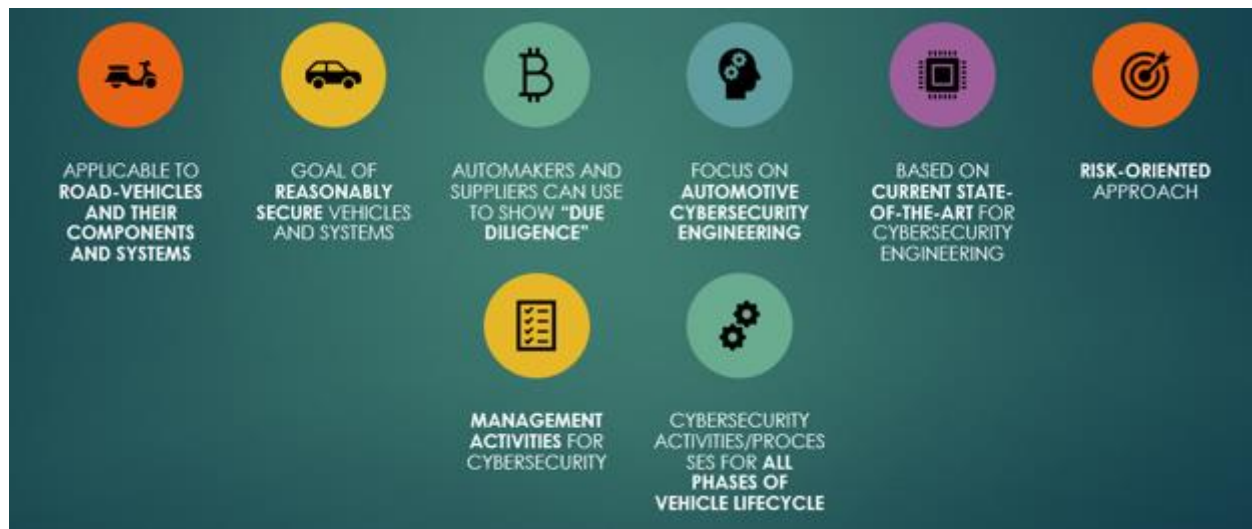 APPLICABLE TO
ROAD-VEHICLES
AND THEIR
COMPONENTS
AND SYSTEMS
GOAL OF
REASONABLY
SECURE VEHICLES
AND SYSTEMS
AUTOMAKERS AND
SUPPLIERS CAN USE
TO SHOW “DUE
DILIGENCE”
FOCUS ON
AUTOMOTIVE
CYBERSECURITY
ENGINEERING
BASED ON
CURRENT STATE-
OF-THE-ART FOR
CYBERSECURITY
ENGINEERING
RISK-ORIENTED
APPROACH
MANAGEMENT
ACTIVITIES FOR
CYBERSECURITY
CYBERSECURITY
ACTIVITIES/PROCES
SES FOR ALL
PHASES OF
VEHICLE LIFECYCLE